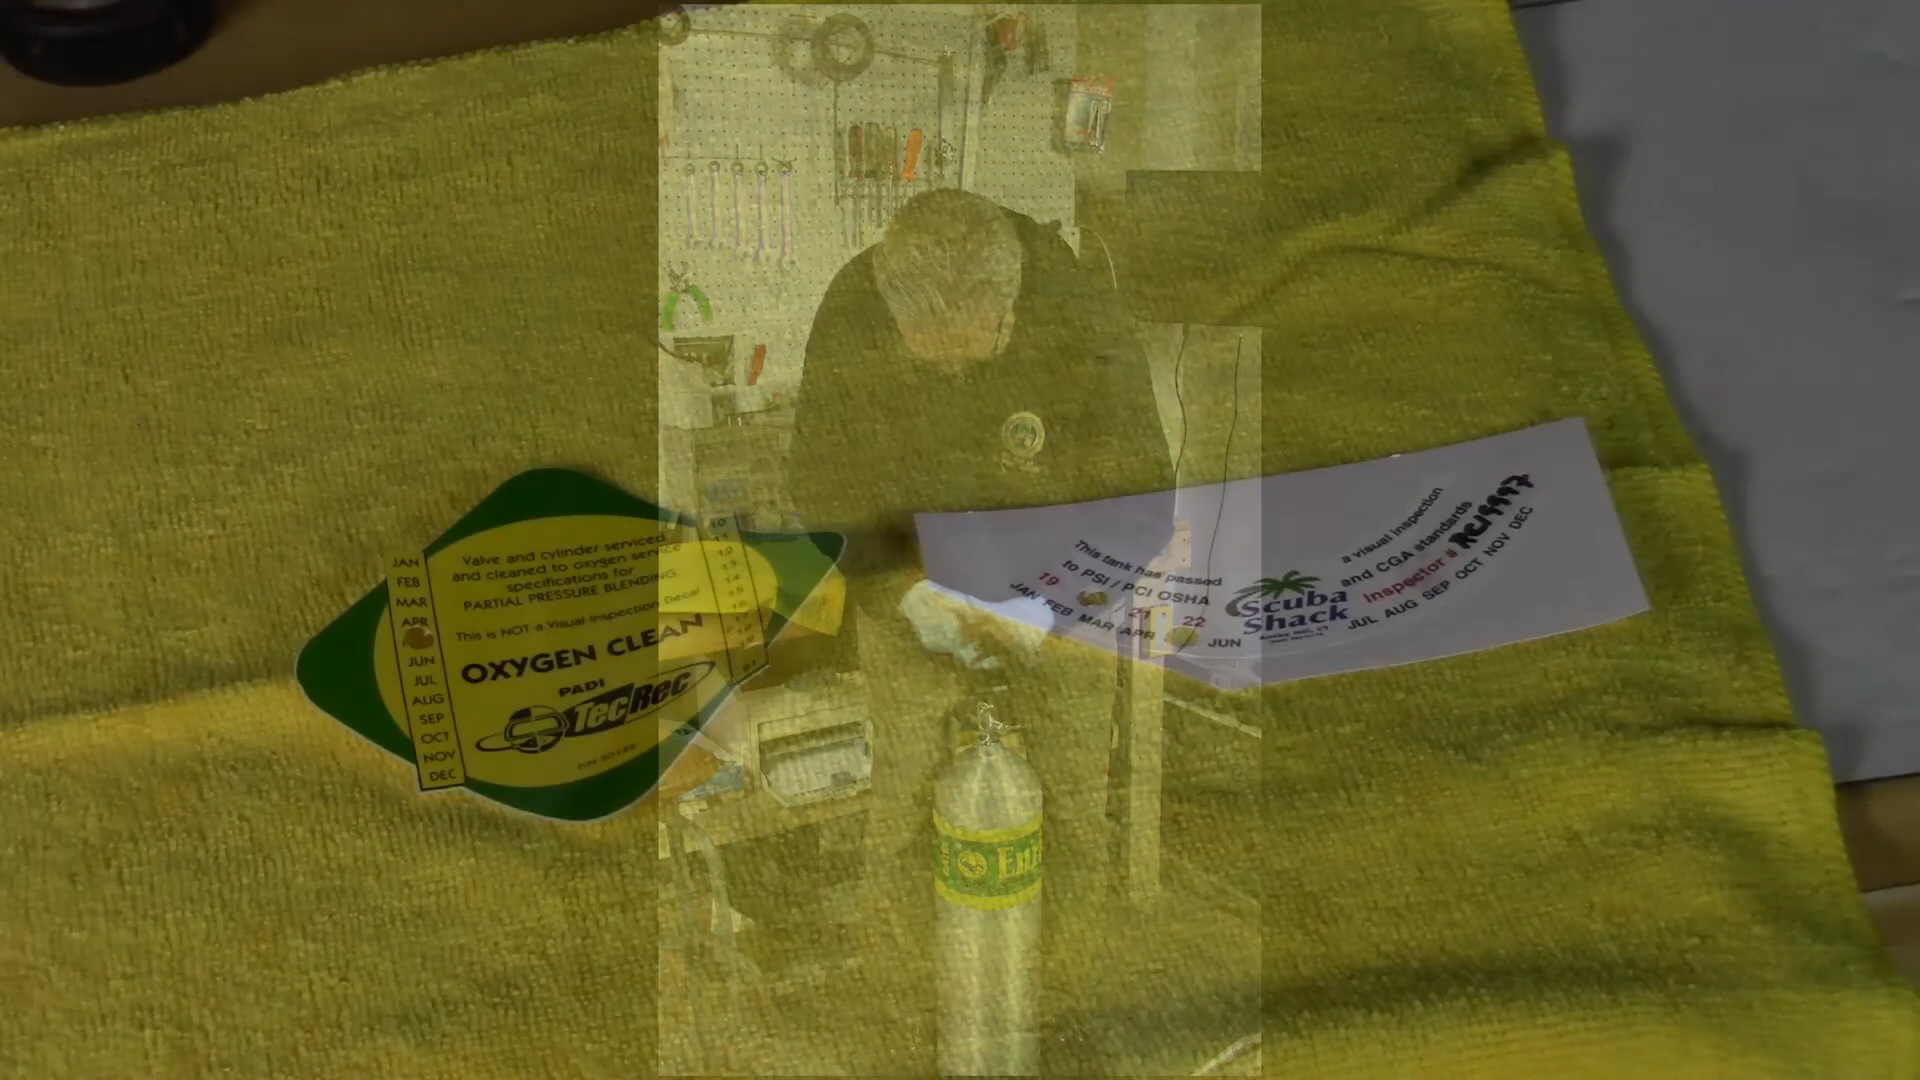 JAN
FEB
MAR
APR
JUN
JUL
AUG
SEP
OCT
NOV
DEC
Valve and cylinder serviced
and cleaned to oxygen service
specifications for
PARTIAL PRESSURE BLENDING
This is NOT a Visual Inspection Decal
OXYGEN CLEAN
PADI
TecRec
10
11
12
13
14
15
16
This tank has passed
to PSI / PCI OSHA
19
21
22
JAN FEB MAR APR
JUN
Scuba
Shack
a visual inspection
and CGA standards
Inspector #
JUL AUG SEP OCT NOV DEC